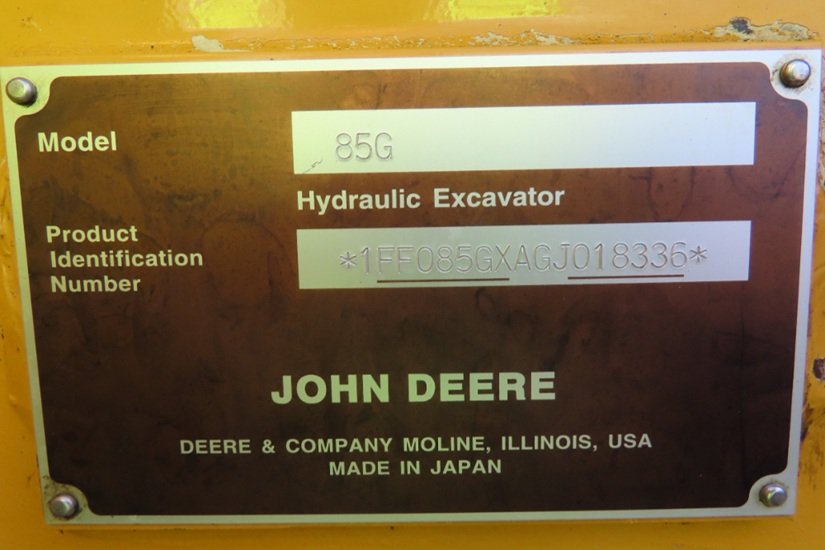 Model
85G
Hydraulic Excavator
Product
Identification
Number
*1FF085GXAGJ018336*
JOHN DEERE
DEERE & COMPANY MOLINE, ILLINOIS, USA
MADE IN JAPAN